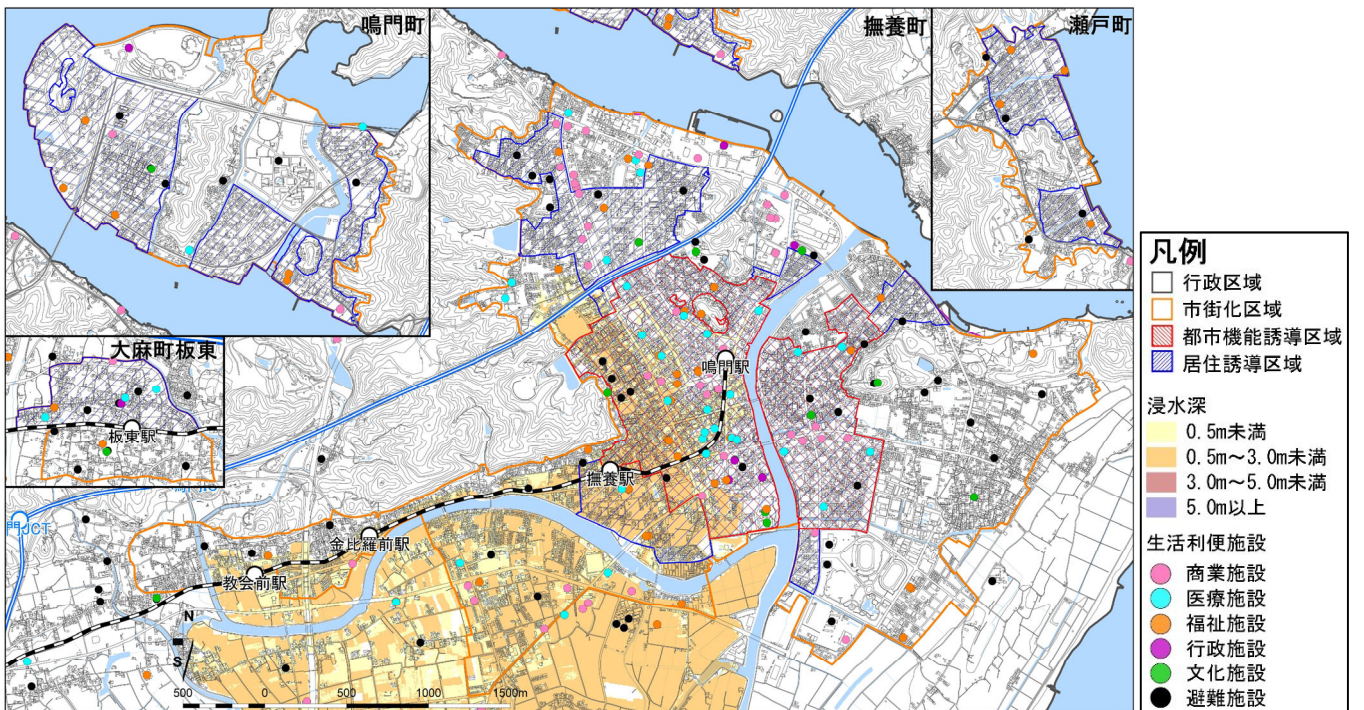 鳴門町
撫養町
瀬戸町
大麻町板東
板東駅
鳴門駅
撫養駅
金比羅前駅
教会前駅
門JCT
N
S
500
0
500
1000
1500m
凡例
行政区域
市街化区域
都市機能誘導区域
居住誘導区域
浸水深
0.5m未満
0.5m～3.0m未満
3.0m～5.0m未満
5.0m以上
生活利便施設
商業施設
医療施設
福祉施設
行政施設
文化施設
避難施設